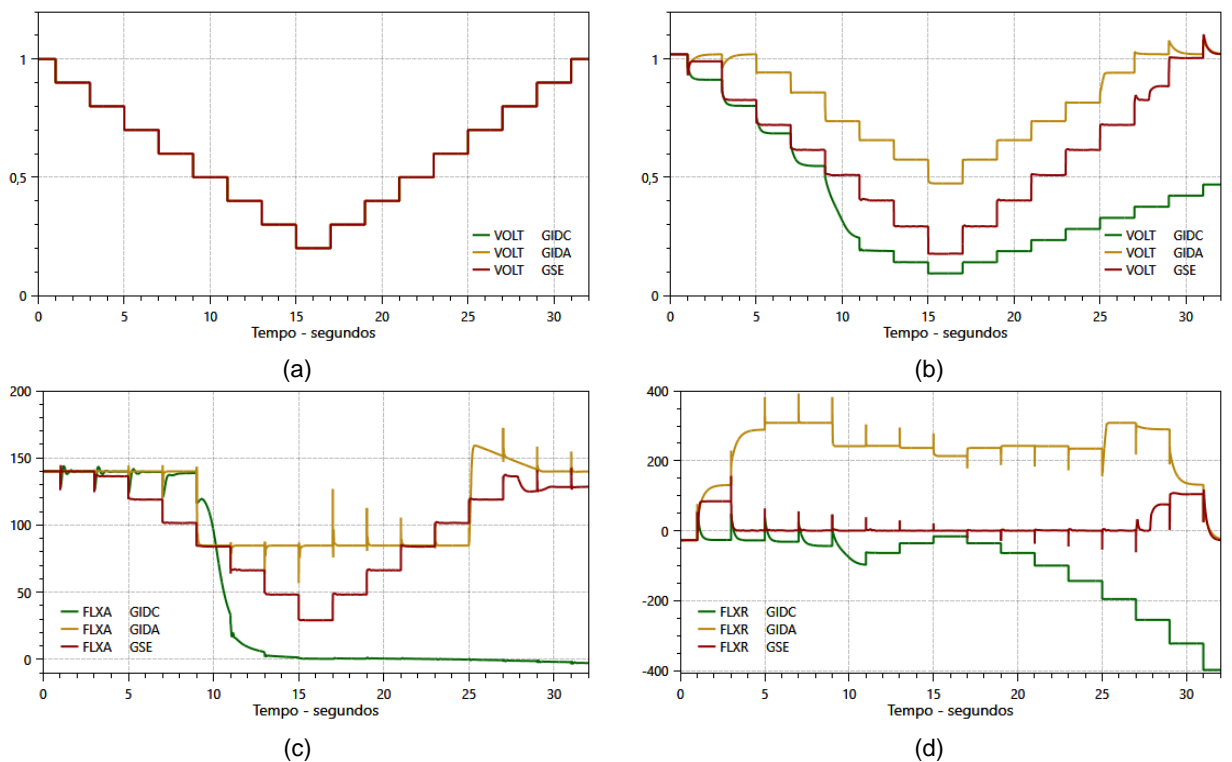 1
0,5
0
VOLT GIDC
VOLT GIDA
VOLT GSE
0 5 10 15 20 25 30
Tempo - segundos
(a)
1
0,5
0
VOLT GIDC
VOLT GIDA
VOLT GSE
0 5 10 15 20 25 30
Tempo - segundos
(b)
200
150
100
50
0
FLXA GIDC
FLXA GIDA
FLXA GSE
0 5 10 15 20 25 30
Tempo - segundos
(c)
400
200
0
-200
-400
FLXR GIDC
FLXR GIDA
FLXR GSE
0 5 10 15 20 25 30
Tempo - segundos
(d)